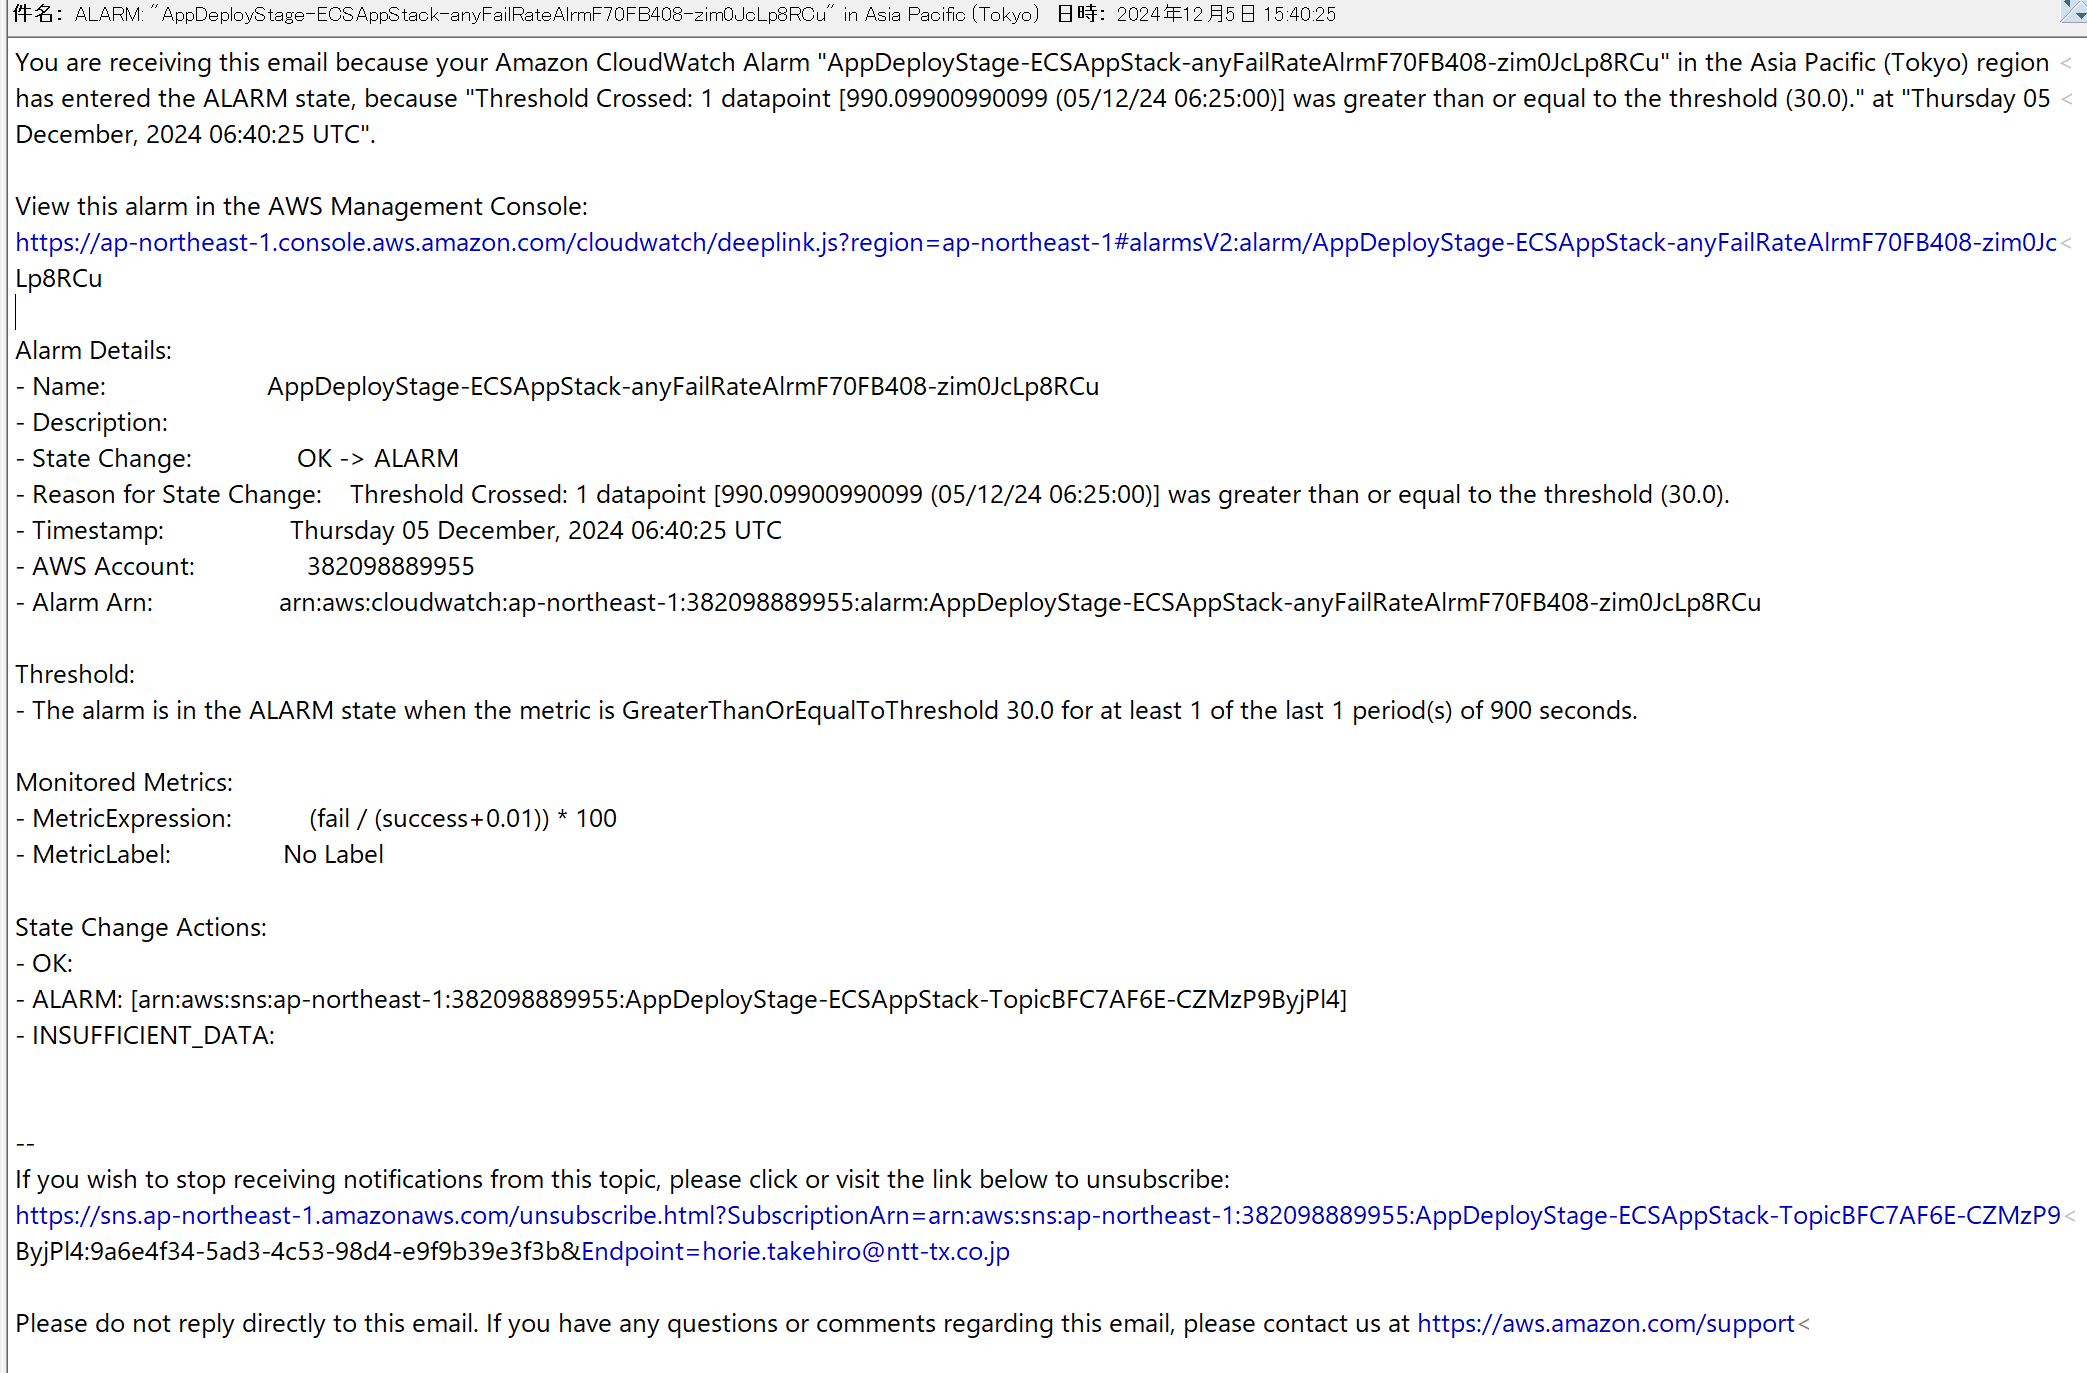 件名: ALARM: "AppDeployStage-ECSAppStack-anyFailRateAlrmF70FB408-zim0JcLp8RCu" in Asia Pacific (Tokyo) 日時: 2024年12月5日 15:40:25
You are receiving this email because your Amazon CloudWatch Alarm "AppDeployStage-ECSAppStack-anyFailRateAlrmF70FB408-zim0JcLp8RCu" in the Asia Pacific (Tokyo) region <
has entered the ALARM state, because "Threshold Crossed: 1 datapoint [990.09900990099 (05/12/24 06:25:00)] was greater than or equal to the threshold (30.0)." at "Thursday 05 <
December, 2024 06:40:25 UTC".
View this alarm in the AWS Management Console:
https://ap-northeast-1.console.aws.amazon.com/cloudwatch/deeplink.js?region=ap-northeast-1#alarmsV2:alarm/AppDeployStage-ECSAppStack-anyFailRateAlrmF70FB408-zim0Jc<
Lp8RCu
Alarm Details:
- Name: AppDeployStage-ECSAppStack-anyFailRateAlrmF70FB408-zim0JcLp8RCu
- Description:
- State Change: OK -> ALARM
- Reason for State Change: Threshold Crossed: 1 datapoint [990.09900990099 (05/12/24 06:25:00)] was greater than or equal to the threshold (30.0).
- Timestamp: Thursday 05 December, 2024 06:40:25 UTC
- AWS Account: 382098889955
- Alarm Arn: arn:aws:cloudwatch:ap-northeast-1:382098889955:alarm:AppDeployStage-ECSAppStack-anyFailRateAlrmF70FB408-zim0JcLp8RCu
Threshold:
- The alarm is in the ALARM state when the metric is GreaterThanOrEqualToThreshold 30.0 for at least 1 of the last 1 period(s) of 900 seconds.
Monitored Metrics:
- MetricExpression: (fail / (success+0.01)) * 100
- MetricLabel: No Label
State Change Actions:
- OK:
- ALARM: [arn:aws:sns:ap-northeast-1:382098889955:AppDeployStage-ECSAppStack-TopicBFC7AF6E-CZMzP9ByjPl4]
- INSUFFICIENT_DATA:
--
If you wish to stop receiving notifications from this topic, please click or visit the link below to unsubscribe:
https://sns.ap-northeast-1.amazonaws.com/unsubscribe.html?SubscriptionArn=arn:aws:sns:ap-northeast-1:382098889955:AppDeployStage-ECSAppStack-TopicBFC7AF6E-CZMzP9<
ByjPl4:9a6e4f34-5ad3-4c53-98d4-e9f9b39e3f3b&Endpoint=horie.takehiro@ntt-tx.co.jp
Please do not reply directly to this email. If you have any questions or comments regarding this email, please contact us at https://aws.amazon.com/support<